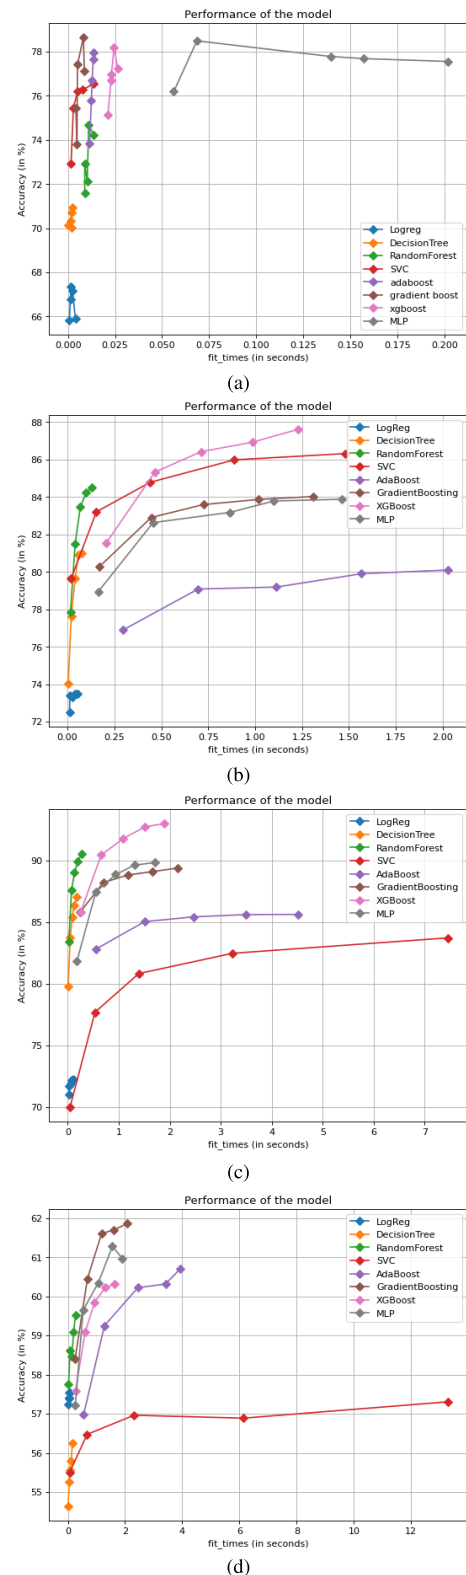 Performance of the model
78
76
74
72
70
68
66
Accuracy (in %)
Logreg
DecisionTree
RandomForest
SVC
adaboost
gradient boost
xgboost
MLP
0.000 0.025 0.050 0.075 0.100 0.125 0.150 0.175 0.200
fit_times (in seconds)
(a)
Performance of the model
88
86
84
82
80
78
76
74
72
Accuracy (in %)
LogReg
DecisionTree
RandomForest
SVC
AdaBoost
GradientBoosting
XGBoost
MLP
0.00 0.25 0.50 0.75 1.00 1.25 1.50 1.75 2.00
fit_times (in seconds)
(b)
Performance of the model
90
85
80
75
70
Accuracy (in %)
LogReg
DecisionTree
RandomForest
SVC
AdaBoost
GradientBoosting
XGBoost
MLP
0 1 2 3 4 5 6 7
fit_times (in seconds)
(c)
Performance of the model
62
61
60
59
58
57
56
55
Accuracy (in %)
LogReg
DecisionTree
RandomForest
SVC
AdaBoost
GradientBoosting
XGBoost
MLP
0 2 4 6 8 10 12
fit_times (in seconds)
(d)